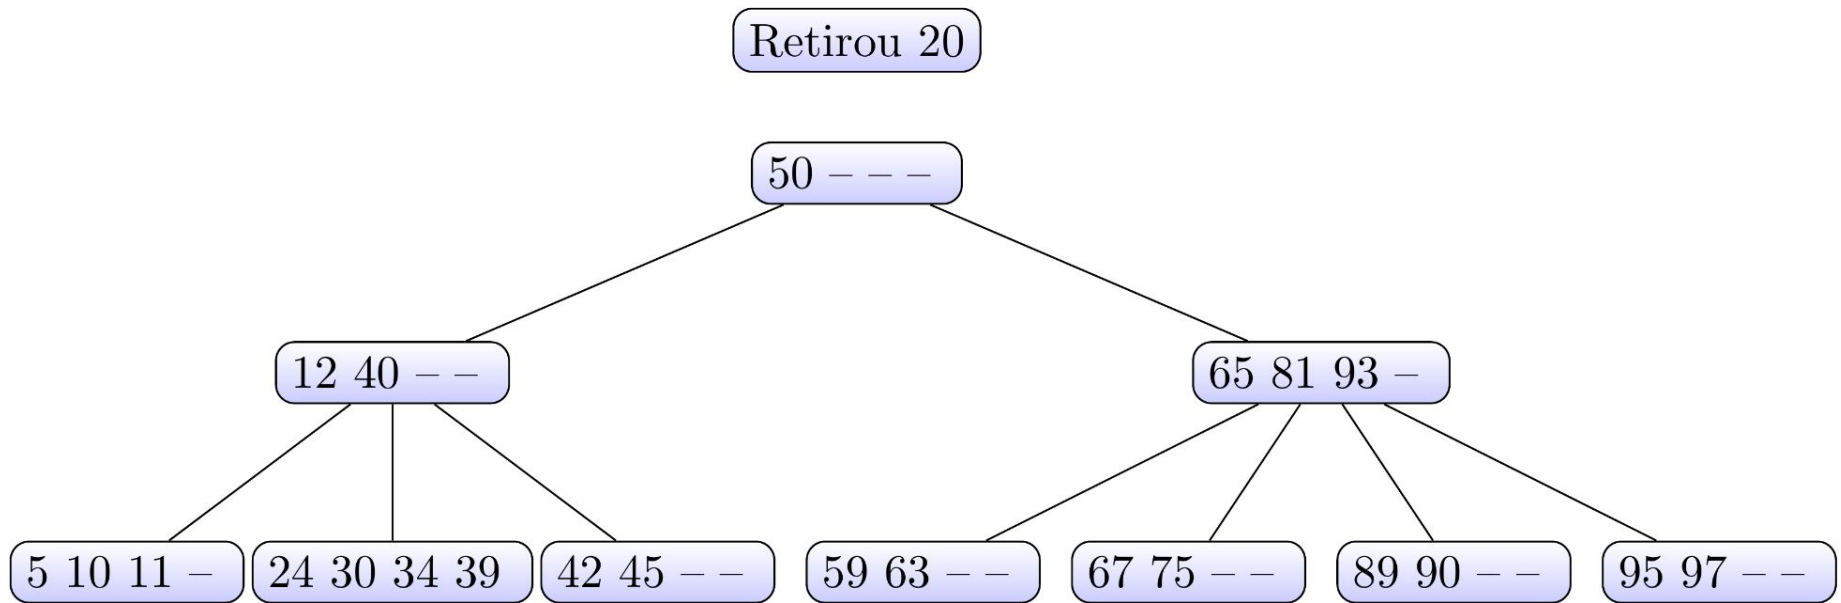 Retirou 20
50 – – –
12 40 – –
65 81 93 –
5 10 11 –
24 30 34 39
42 45 – –
59 63 – –
67 75 – –
89 90 – –
95 97 – –